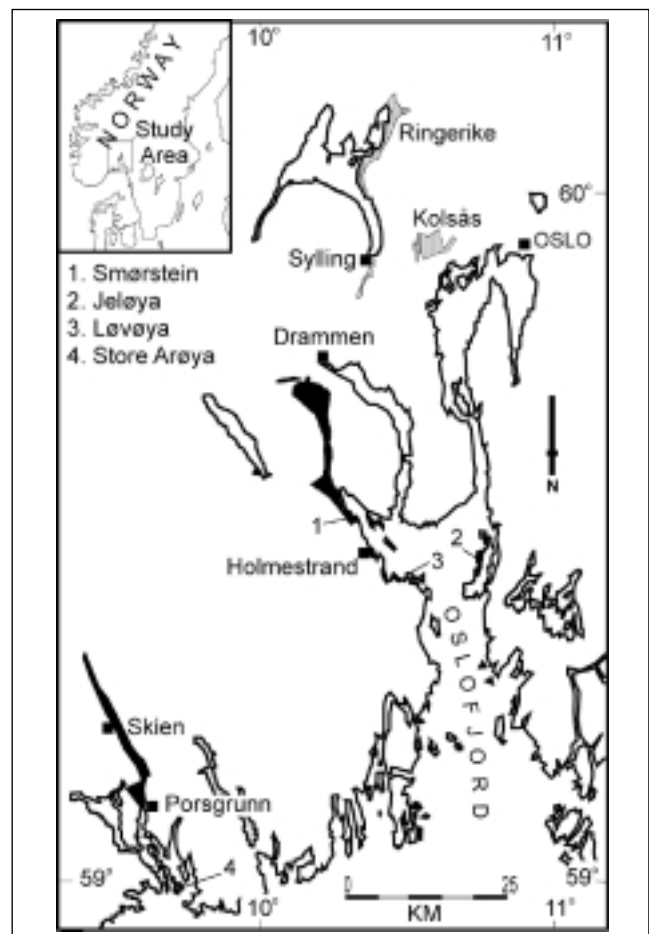 10°
11°
NORWAY
Study
Area
Ringerike
60°
Kolsås
OSLO
Sylling
1. Smørstein
2. Jeløya
3. Løvøya
4. Store Arøya
Drammen
N
1
2
Holmestrand
3
OSLOFJORD
Skien
Porsgrunn
4
59°
59°
0
25
KM
10°
11°